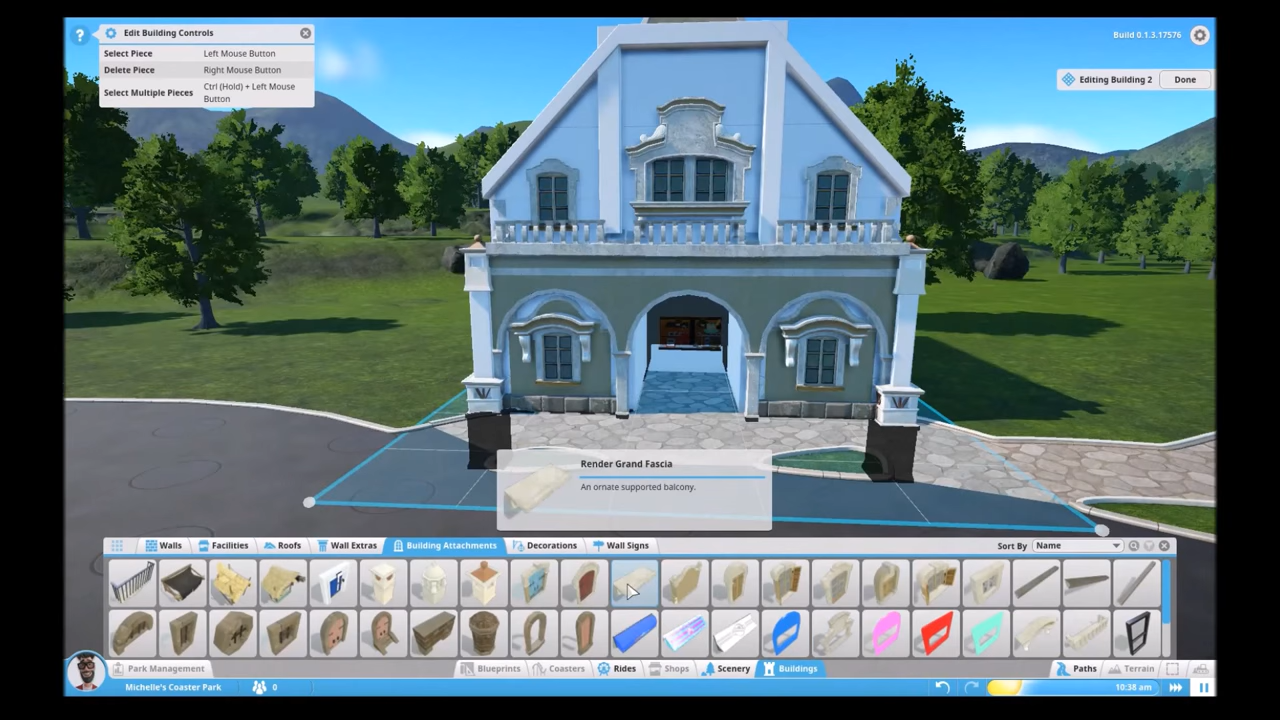 ?
Edit Building Controls
Select Piece Left Mouse Button
Delete Piece Right Mouse Button
Select Multiple Pieces Ctrl (Hold) + Left Mouse
Button
Build 0.1.3.17576
Editing Building 2 Done
Render Grand Fascia
An ornate supported balcony.
Walls Facilities Roofs Wall Extras Building Attachments Decorations Wall Signs Sort By Name
Park Management Blueprints Coasters Rides Shops Scenery Buildings Paths Terrain
Michelle's Coaster Park 0 10:38 am